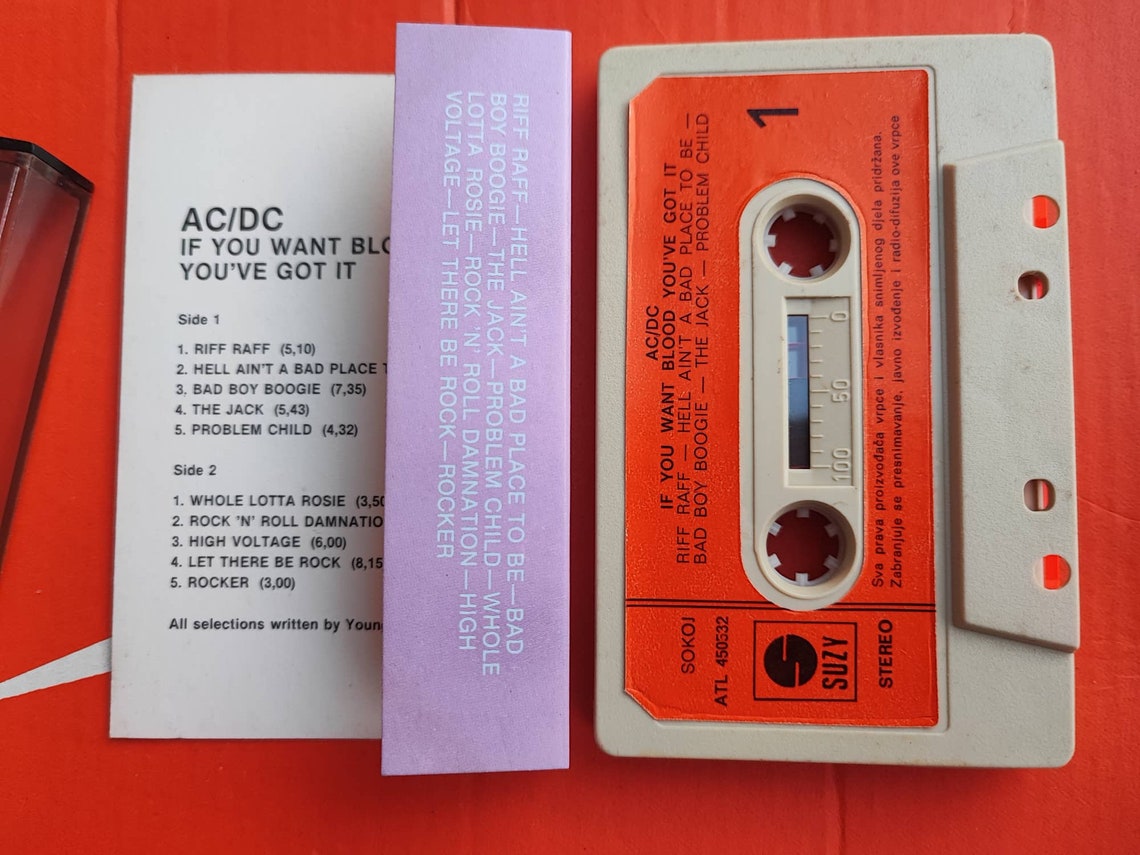 AC/DC
IF YOU WANT
YOU'VE GOT IT
Side 1
1. RIFF RAFF (5,10)
2. HELL AIN'T A BAD PLACE
3. BAD BOY BOOGIE (7,35)
4. THE JACK (5,43)
5. PROBLEM CHILD (4,32)
Side 2
1. WHOLE LOTTA ROSIE (3,50
2. ROCK 'N' ROLL DAMNATIO
3. HIGH VOLTAGE (6,00)
4. LET THERE BE ROCK (8,15
5. ROCKER (3,00)
All selections written by Young
RIFF RAFF—HELL AIN'T A BAD PLACE TO BE—BAD
BOY BOOGIE—THE JACK—PROBLEM CHILD—WHOLE
LOTTA ROSIE—ROCK 'N' ROLL DAMNATION—HIGH
VOLTAGE—LET THERE BE ROCK—ROCKER
1
AC/DC
IF YOU WANT BLOOD YOU'VE GOT IT
RIFF RAFF — HELL AIN'T A BAD PLACE TO BE —
BAD BOY BOOGIE — THE JACK — PROBLEM CHILD
0
50
100
Sva prava proizvođača vrpce i vlasnika snimljenog djela pridržana.
Zabranjuje se presnimavanje, javno izvođenje i radio-difuzija ove vrpce
SOKOJ
ATL 450532
SUZY
STEREO